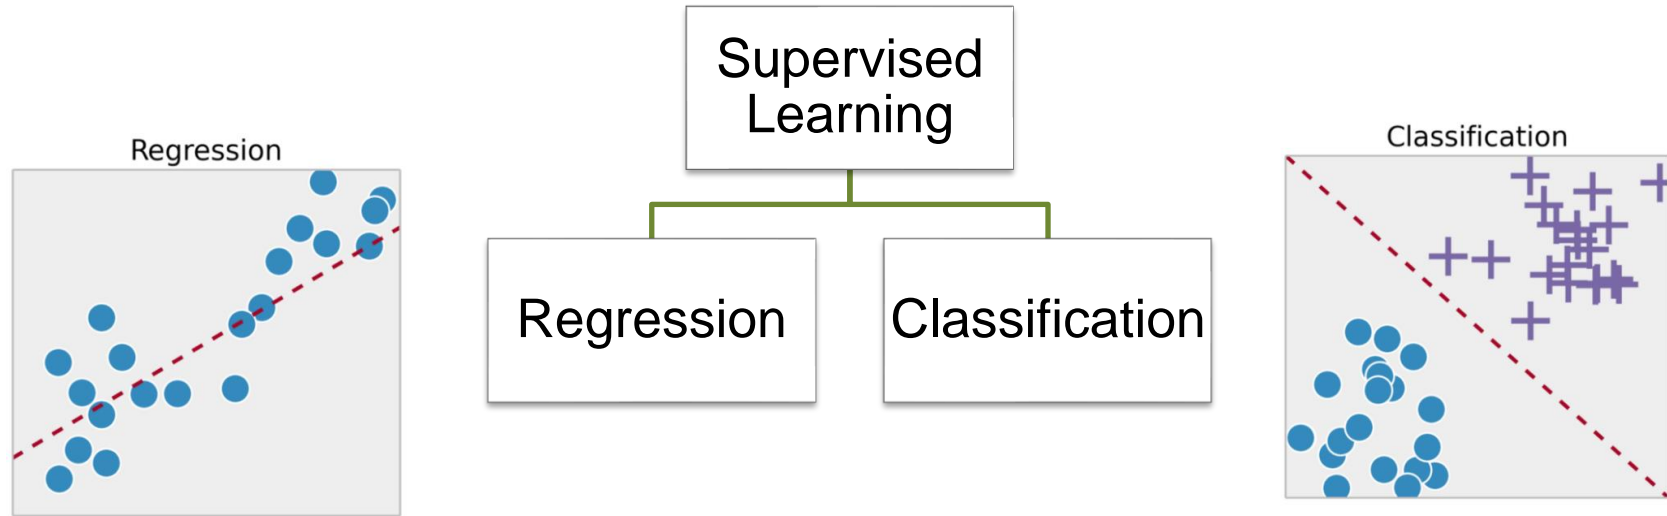 Supervised
Learning
Regression
Classification
Regression
Classification